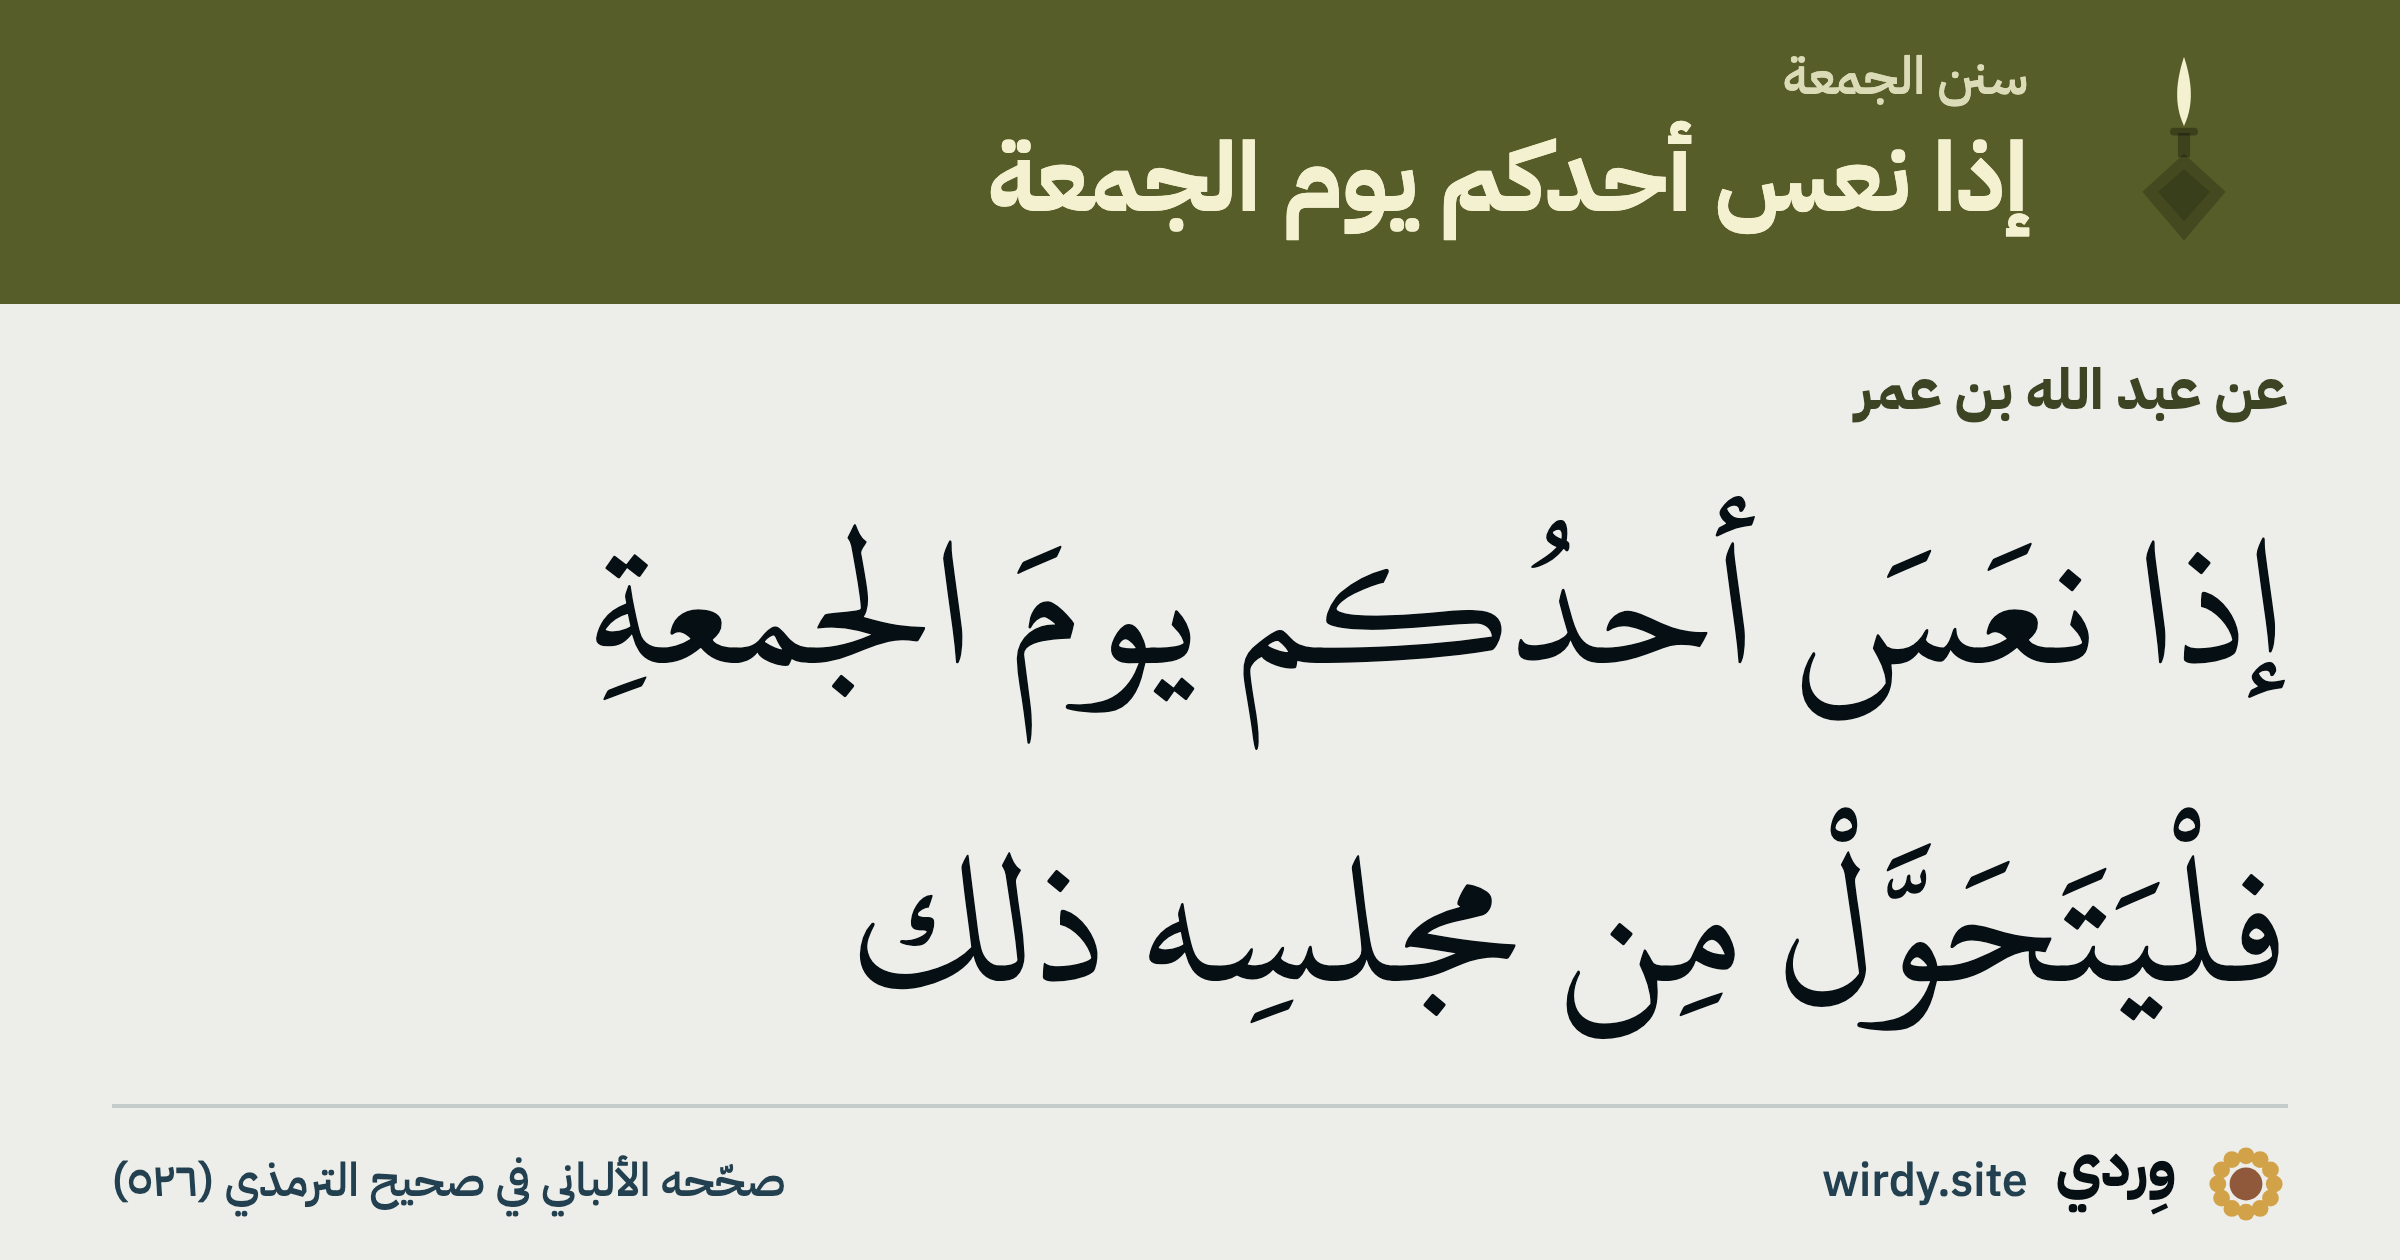 سنن الجمعة
إذا نعس أحدكم يوم الجمعة
عن عبد الله بن عمر
إذا نعَسَ أحدُكم يومَ الجمعةِ
فلْيَتَحَوَّلْ مِن مجلسِه ذلك
وِردي wirdy.site
صحّحه الألباني في صحيح الترمذي (٥٢٦)